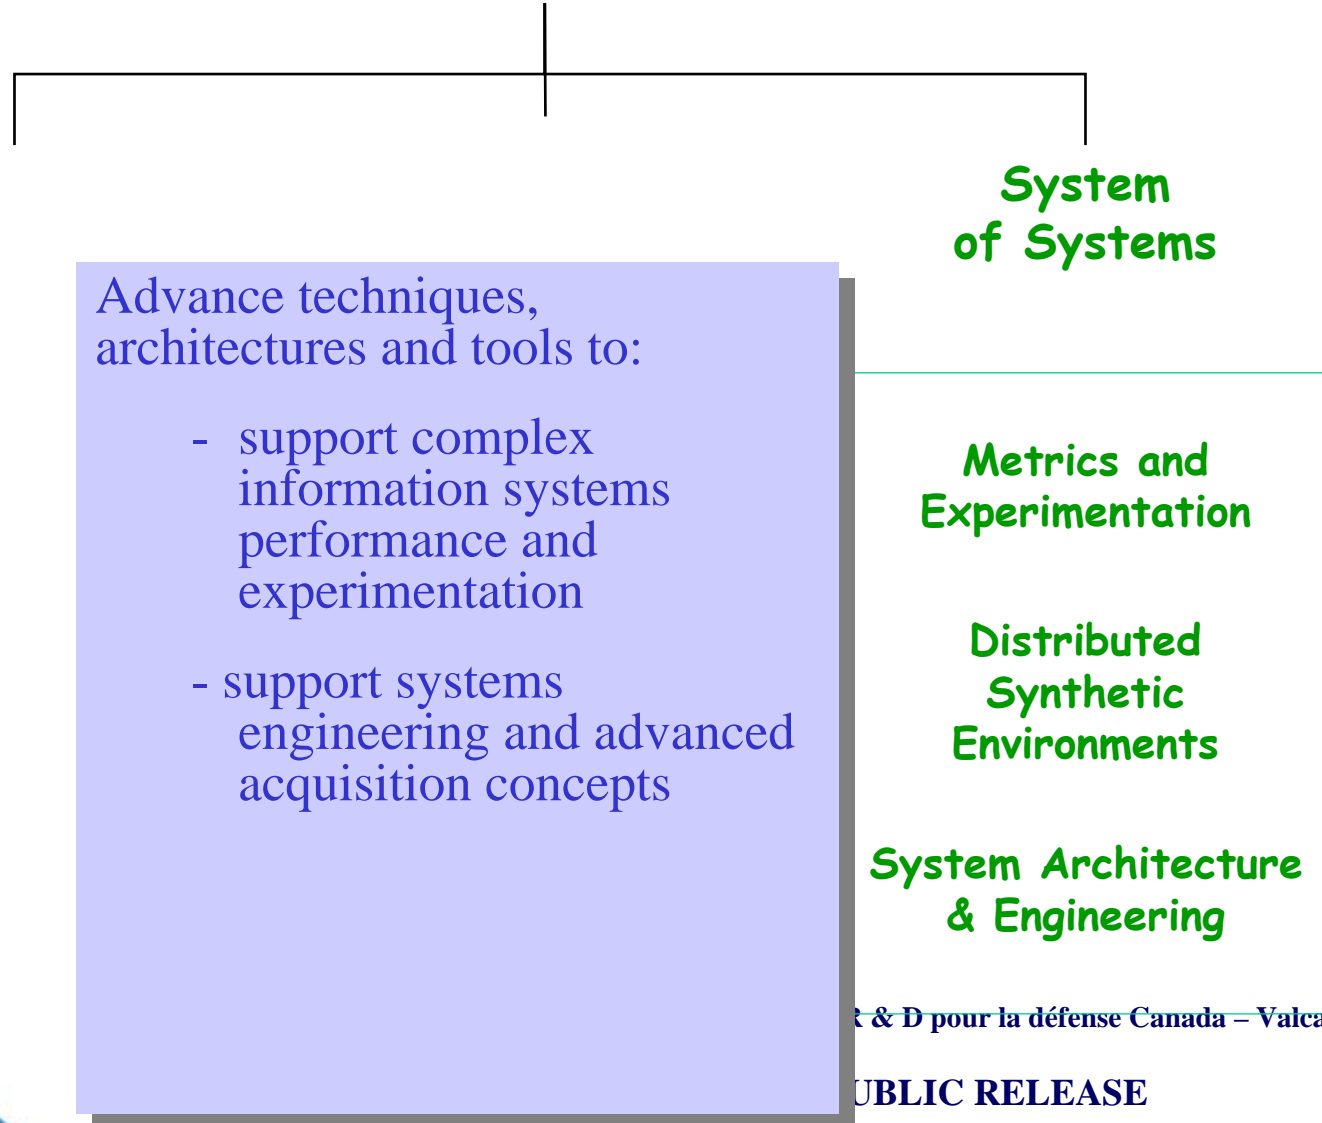 System
of Systems
Advance techniques,
architectures and tools to:
- support complex
information systems
performance and
experimentation
- support systems
engineering and advanced
acquisition concepts
Metrics and
Experimentation
Distributed
Synthetic
Environments
System Architecture
& Engineering
& D pour la défense Canada –
RELEASE